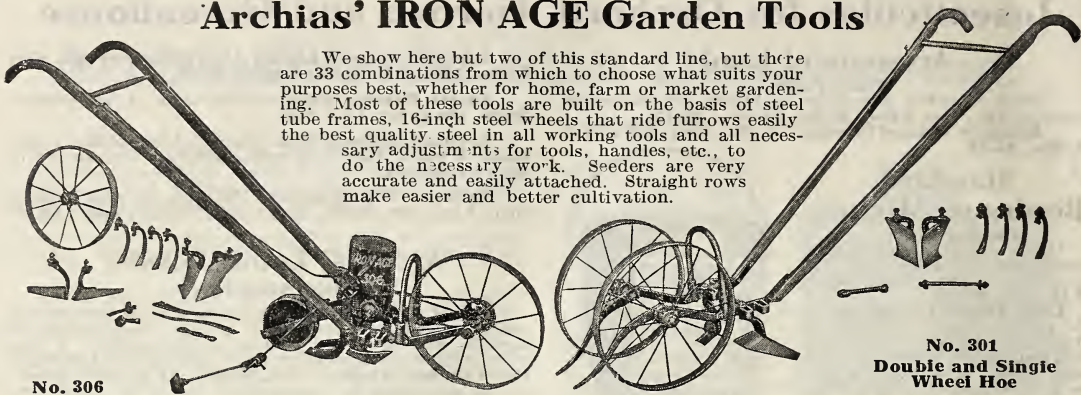 Archias' IRON AGE Garden Tools
We show here but two of this standard line, but there
are 33 combinations from which to choose what suits your
purposes best, whether for home, farm or market garden-
ing. Most of these tools are built on the basis of steel
tube frames, 16-inch steel wheels that ride furrows easily
the best quality steel in all working tools and all neces-
sary adjustments for tools, handles, etc., to
do the necessary work. Seeders are very
accurate and easily attached. Straight rows
make easier and better cultivation.
IRON AGE
306
No. 306
No. 301
Double and Single
Wheel Hoe